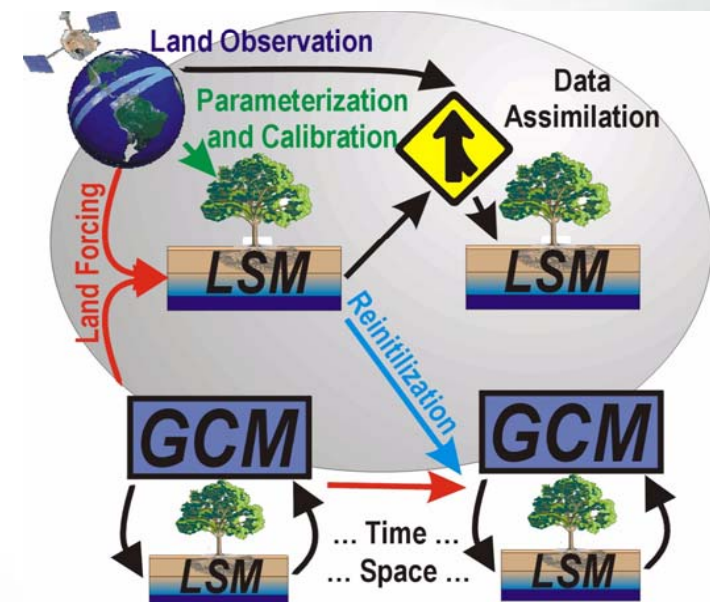 Land Observation
Parameterization
and Calibration
Data
Assimilation
Land Forcing
LSM
LSM
Reinitilization
GCM
GCM
... Time ...
... Space ...
LSM
LSM